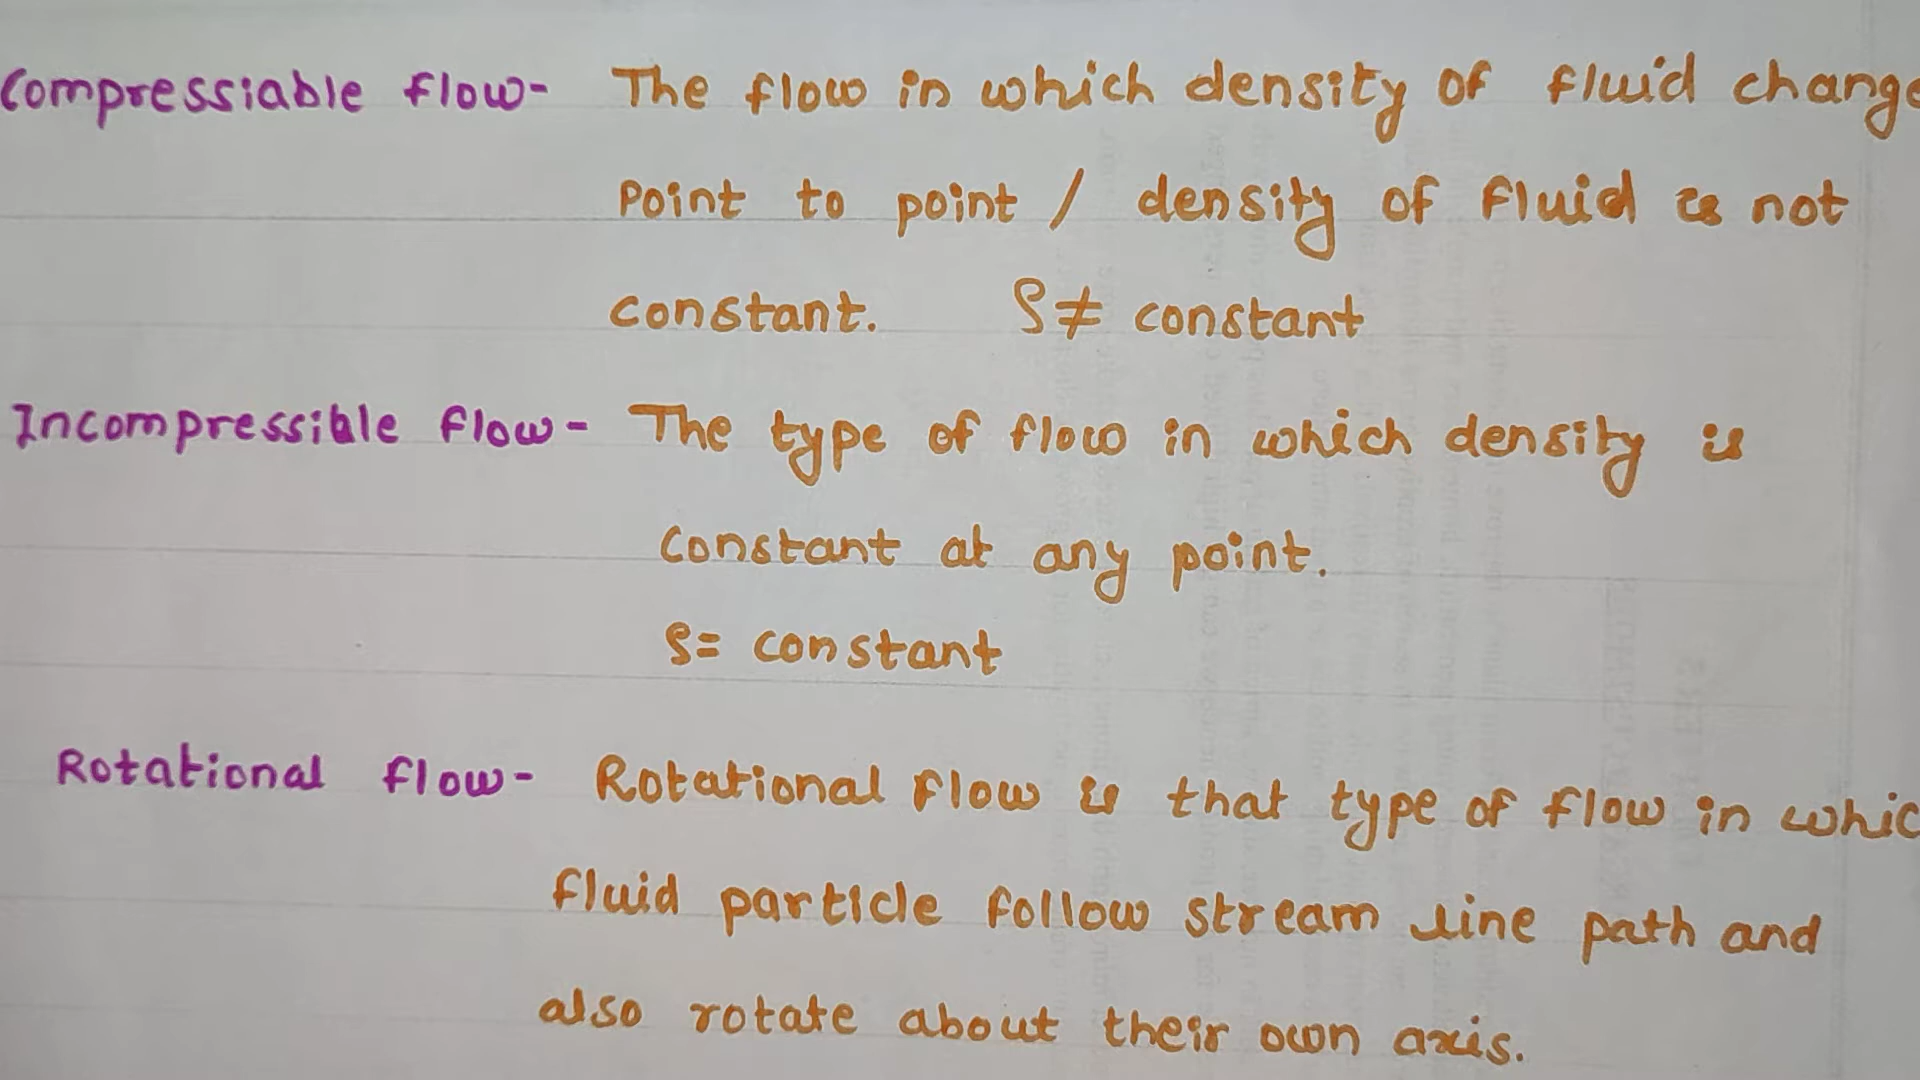 Compressiable flow- The flow in which density of fluid change
Point to point / density of fluid is not
constant. ρ ≠ constant
Incompressible flow- The type of flow in which density is
constant at any point.
ρ= constant
Rotational flow- Rotational flow is that type of flow in whic
fluid particle follow stream line path and
also rotate about their own axis.